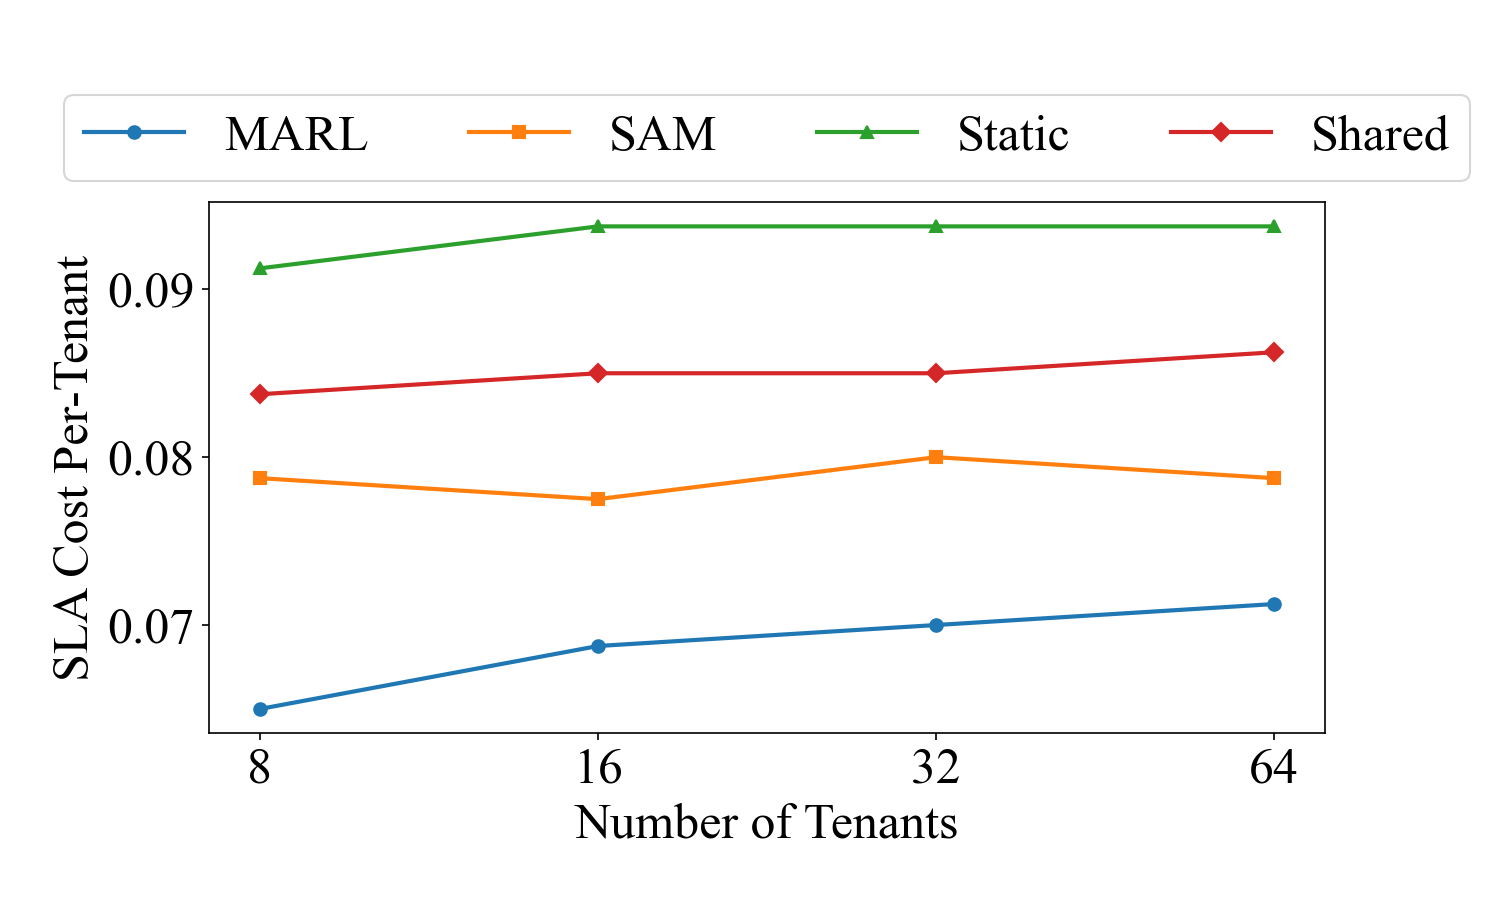 MARL SAM Static Shared
SLA Cost Per-Tenant
0.09
0.08
0.07
8 16 32 64
Number of Tenants